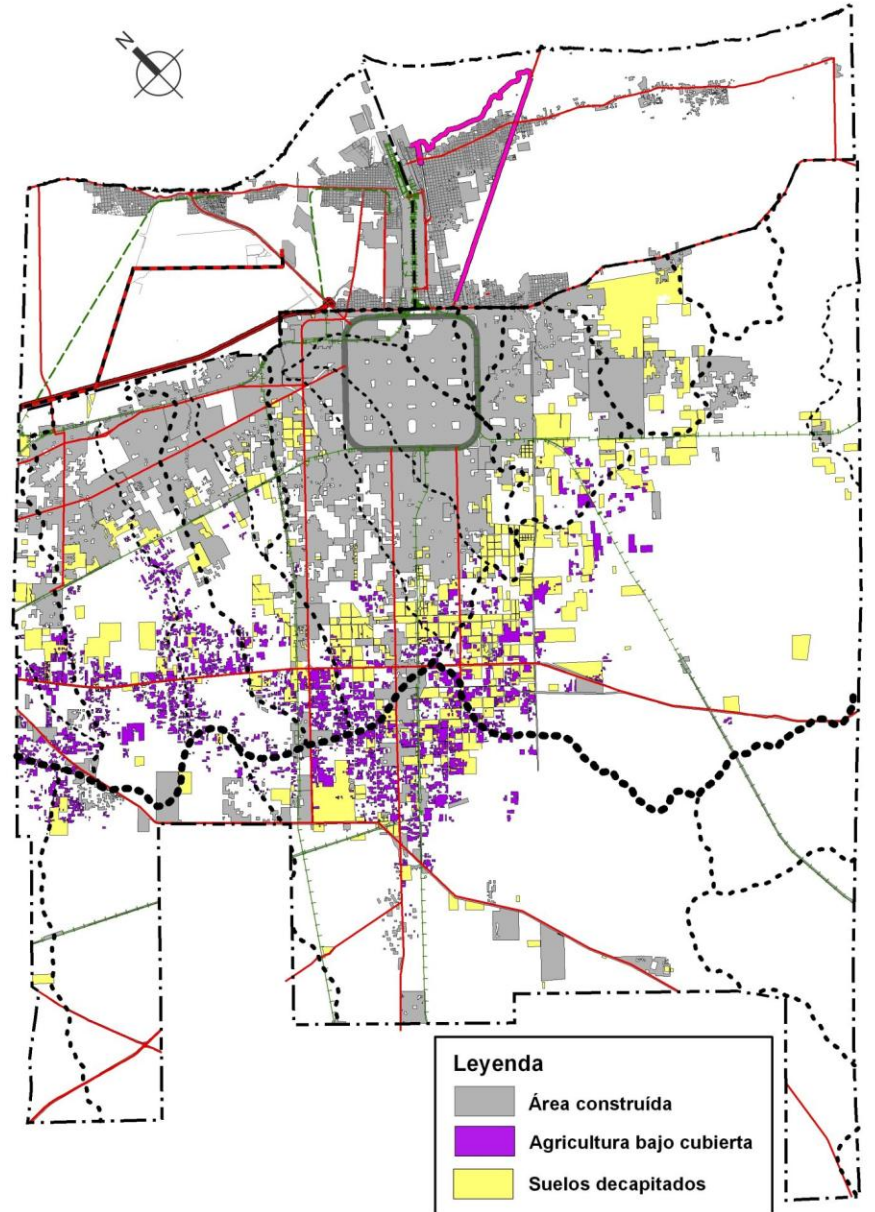 N
Leyenda
Área construída
Agricultura bajo cubierta
Suelos decapitados